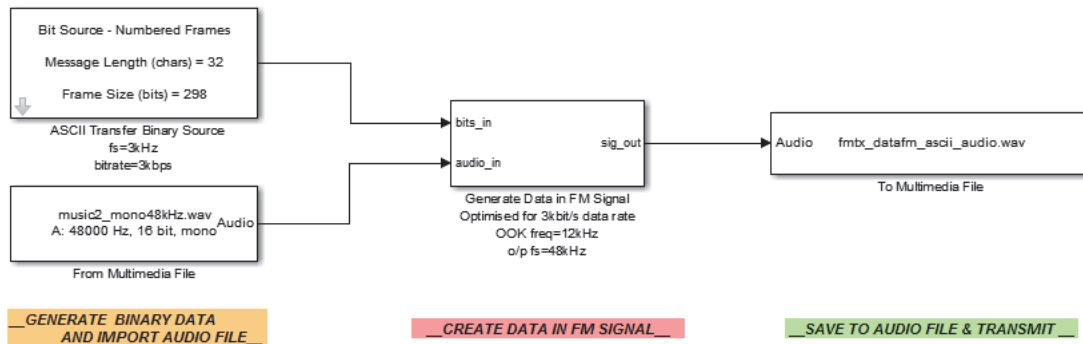 Bit Source - Numbered Frames
Message Length (chars) = 32
Frame Size (bits) = 298
ASCII Transfer Binary Source
fs=3kHz
bitrate=3kbps
music2_mono48kHz.wav
A: 48000 Hz, 16 bit, mono
Audio
From Multimedia File
bits_in
audio_in
sig_out
Generate Data in FM Signal
Optimised for 3kbit/s data rate
OOK freq=12kHz
o/p fs=48kHz
Audio
fmtx_datafm_ascii_audio.wav
To Multimedia File
__GENERATE BINARY DATA
AND IMPORT AUDIO FILE__
__CREATE DATA IN FM SIGNAL__
__SAVE TO AUDIO FILE & TRANSMIT __